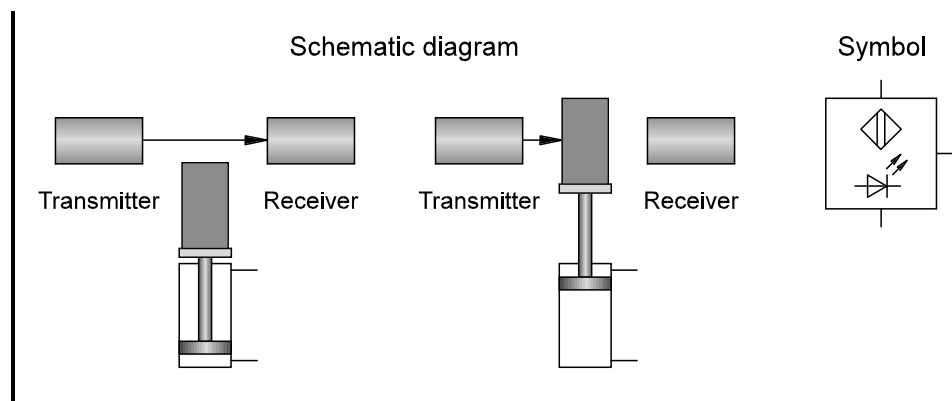 Schematic diagram
Symbol
Transmitter
Receiver
Transmitter
Receiver